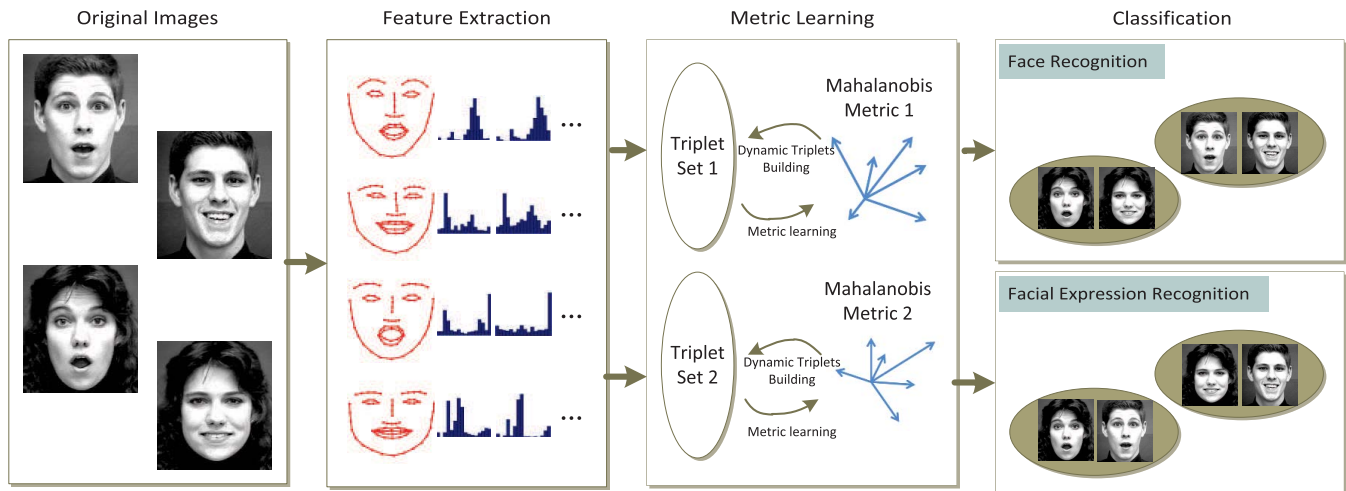 Original Images
Feature Extraction
Metric Learning
Classification
Triplet
Set 1
Mahalanobis
Metric 1
Dynamic Triplets
Building
Metric learning
Triplet
Set 2
Mahalanobis
Metric 2
Dynamic Triplets
Building
Metric learning
Face Recognition
Facial Expression Recognition